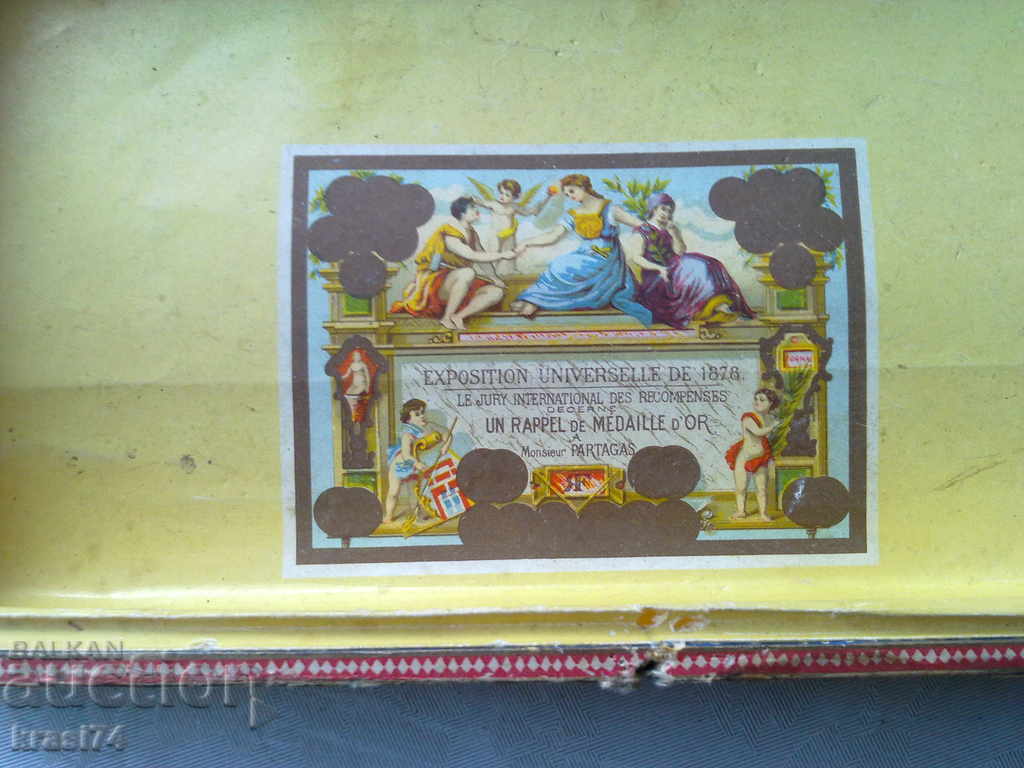 EXPOSITION UNIVERSELLE DE 1878.
LE JURY INTERNATIONAL DES RECOMPENSES
DECERNE
UN RAPPEL DE MEDAILLE D'OR
A
Monsieur PARTAGAS
RF
BALKAN
auction
krasi74